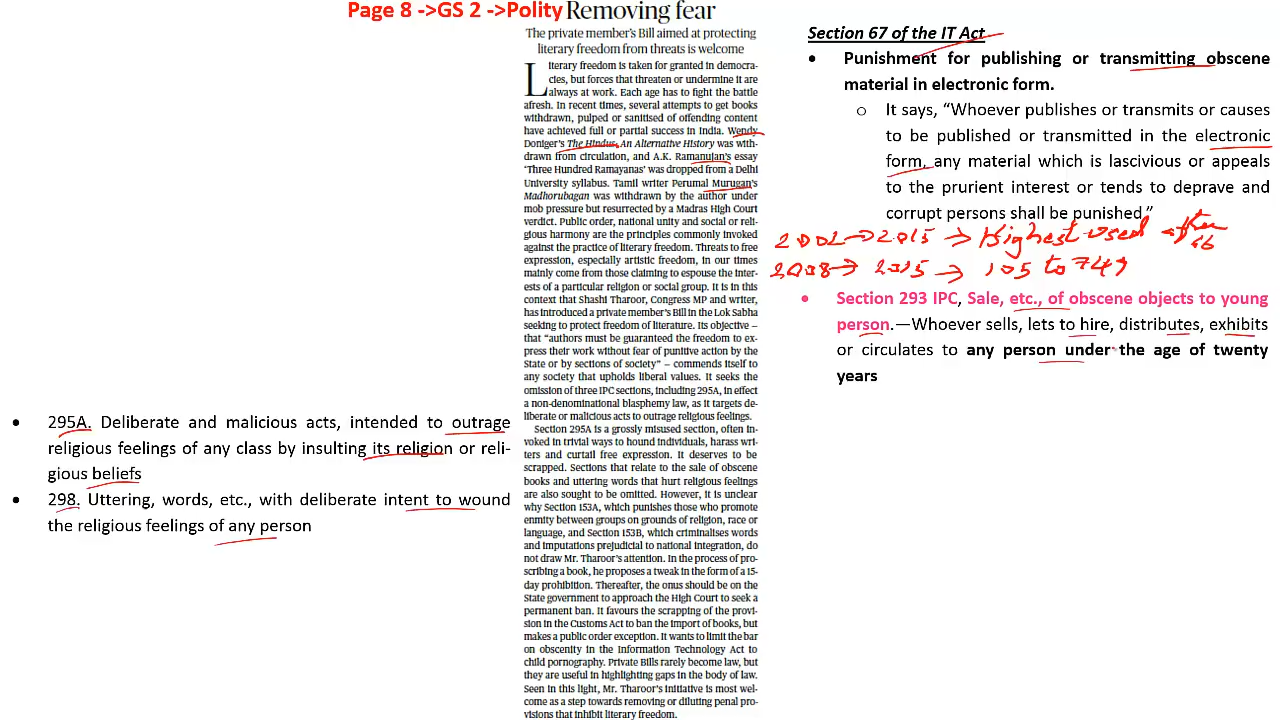 Page 8 ->GS 2 ->Polity Removing fear
The private member's Bill aimed at protecting
literary freedom from threats is welcome
Literary freedom is taken for granted in democra-
cies, but forces that threaten or undermine it are
always at work. Each age has to fight the battle
afresh. In recent times, several attempts to get books
withdrawn, pulped or sanitised of offending content
have achieved full or partial success in India. Wendy
Doniger's The Hindus: An Alternative History was with-
drawn from circulation, and A.K. Ramanujan's essay
'Three Hundred Ramayanas' was dropped from a Delhi
University syllabus. Tamil writer Perumal Murugan's
Madhorubagan was withdrawn by the author under
mob pressure but resurrected by a Madras High Court
verdict. Public order, national unity and social or reli-
gious harmony are the principles commonly invoked
against the practice of literary freedom. Threats to free
expression, especially artistic freedom, in our times
mainly come from those claiming to espouse the inter-
ests of a particular religion or social group. It is in this
context that Shashi Tharoor, Congress MP and writer,
has introduced a private member's Bill in the Lok Sabha
seeking to protect freedom of literature. Its objective –
that "authors must be guaranteed the freedom to ex-
press their work without fear of punitive action by the
State or by sections of society" – commends itself to
any society that upholds liberal values. It seeks the
omission of three IPC sections, including 295A, in effect
a non-denominational blasphemy law, as it targets de-
liberate or malicious acts to outrage religious feelings.
Section 295A is a grossly misused section, often in-
voked in trivial ways to hound individuals, harass wri-
ters and curtail free expression. It deserves to be
scrapped. Sections that relate to the sale of obscene
books and uttering words that hurt religious feelings
are also sought to be omitted. However, it is unclear
why Section 153A, which punishes those who promote
enmity between groups on grounds of religion, race or
language, and Section 153B, which criminalises words
and imputations prejudicial to national integration, do
not draw Mr. Tharoor's attention. In the process of pro-
scribing a book, he proposes a tweak in the form of a 15-
day prohibition. Thereafter, the onus should be on the
State government to approach the High Court to seek a
permanent ban. It favours the scrapping of the provi-
sion in the Customs Act to ban the import of books, but
makes a public order exception. It wants to limit the bar
on obscenity in the Information Technology Act to
child pornography. Private Bills rarely become law, but
they are useful in highlighting gaps in the body of law.
Seen in this light, Mr. Tharoor's initiative is most wel-
come as a step towards removing or diluting penal pro-
visions that inhibit literary freedom.
• 295A. Deliberate and malicious acts, intended to outrage
religious feelings of any class by insulting its religion or reli-
gious beliefs
• 298. Uttering, words, etc., with deliberate intent to wound
the religious feelings of any person
Section 67 of the IT Act
• Punishment for publishing or transmitting obscene
material in electronic form.
o It says, "Whoever publishes or transmits or causes
to be published or transmitted in the electronic
form, any material which is lascivious or appeals
to the prurient interest or tends to deprave and
corrupt persons shall be punished"
2002 → 2015 → Highest used after
66
2008 → 2015 → 105 to 749
• Section 293 IPC, Sale, etc., of obscene objects to young
person.—Whoever sells, lets to hire, distributes, exhibits
or circulates to any person under the age of twenty
years